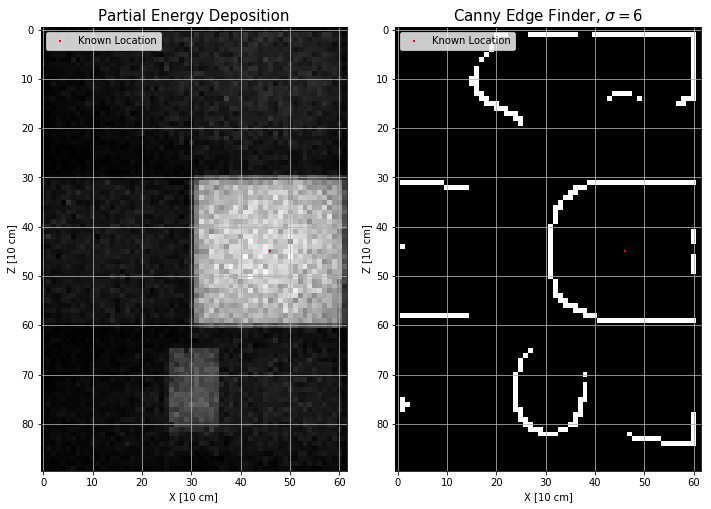 Partial Energy Deposition
Known Location
0
10
20
30
40
50
60
70
80
Z [10 cm]
0 10 20 30 40 50 60
X [10 cm]
Canny Edge Finder, σ = 6
Known Location
0
10
20
30
40
50
60
70
80
Z [10 cm]
0 10 20 30 40 50 60
X [10 cm]